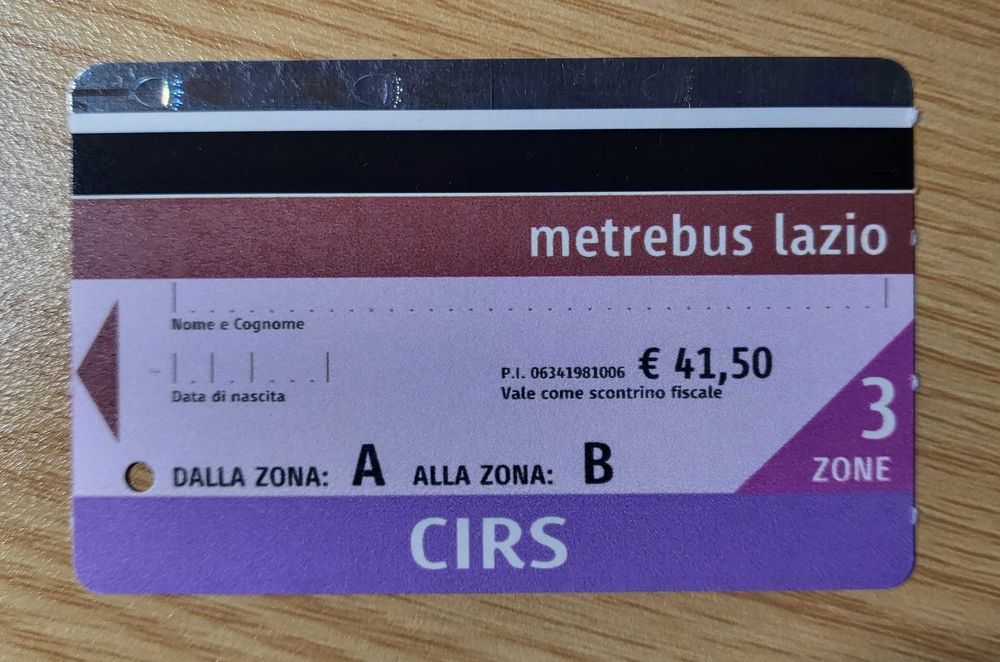 metrebus lazio
Nome e Cognome
P.I. 06341981006 € 41,50
Data di nascita
Vale come scontrino fiscale
3
ZONE
DALLA ZONA: A ALLA ZONA: B
CIRS